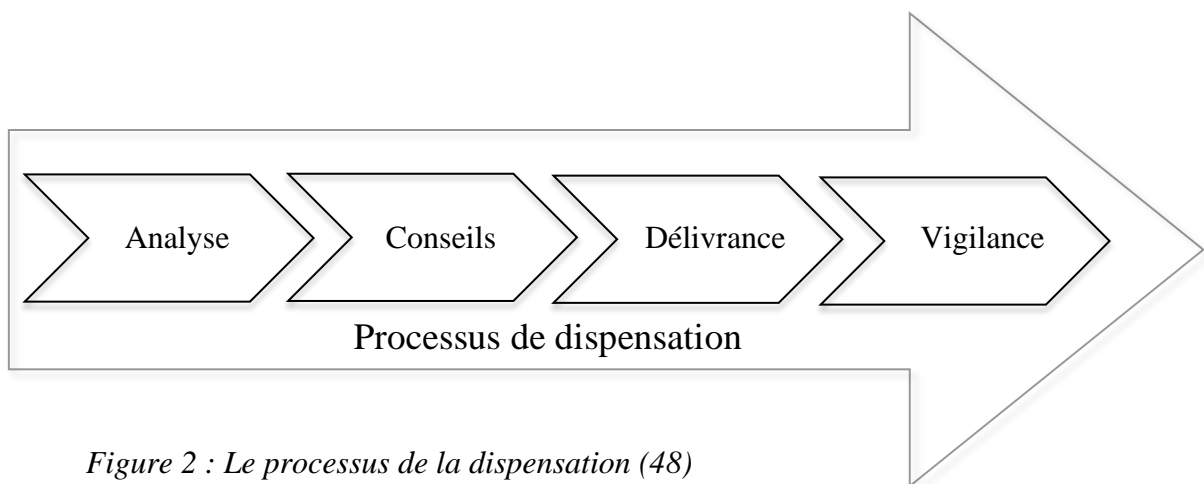 Analyse Conseils Délivrance Vigilance
Processus de dispensation
Figure 2 : Le processus de la dispensation (48)